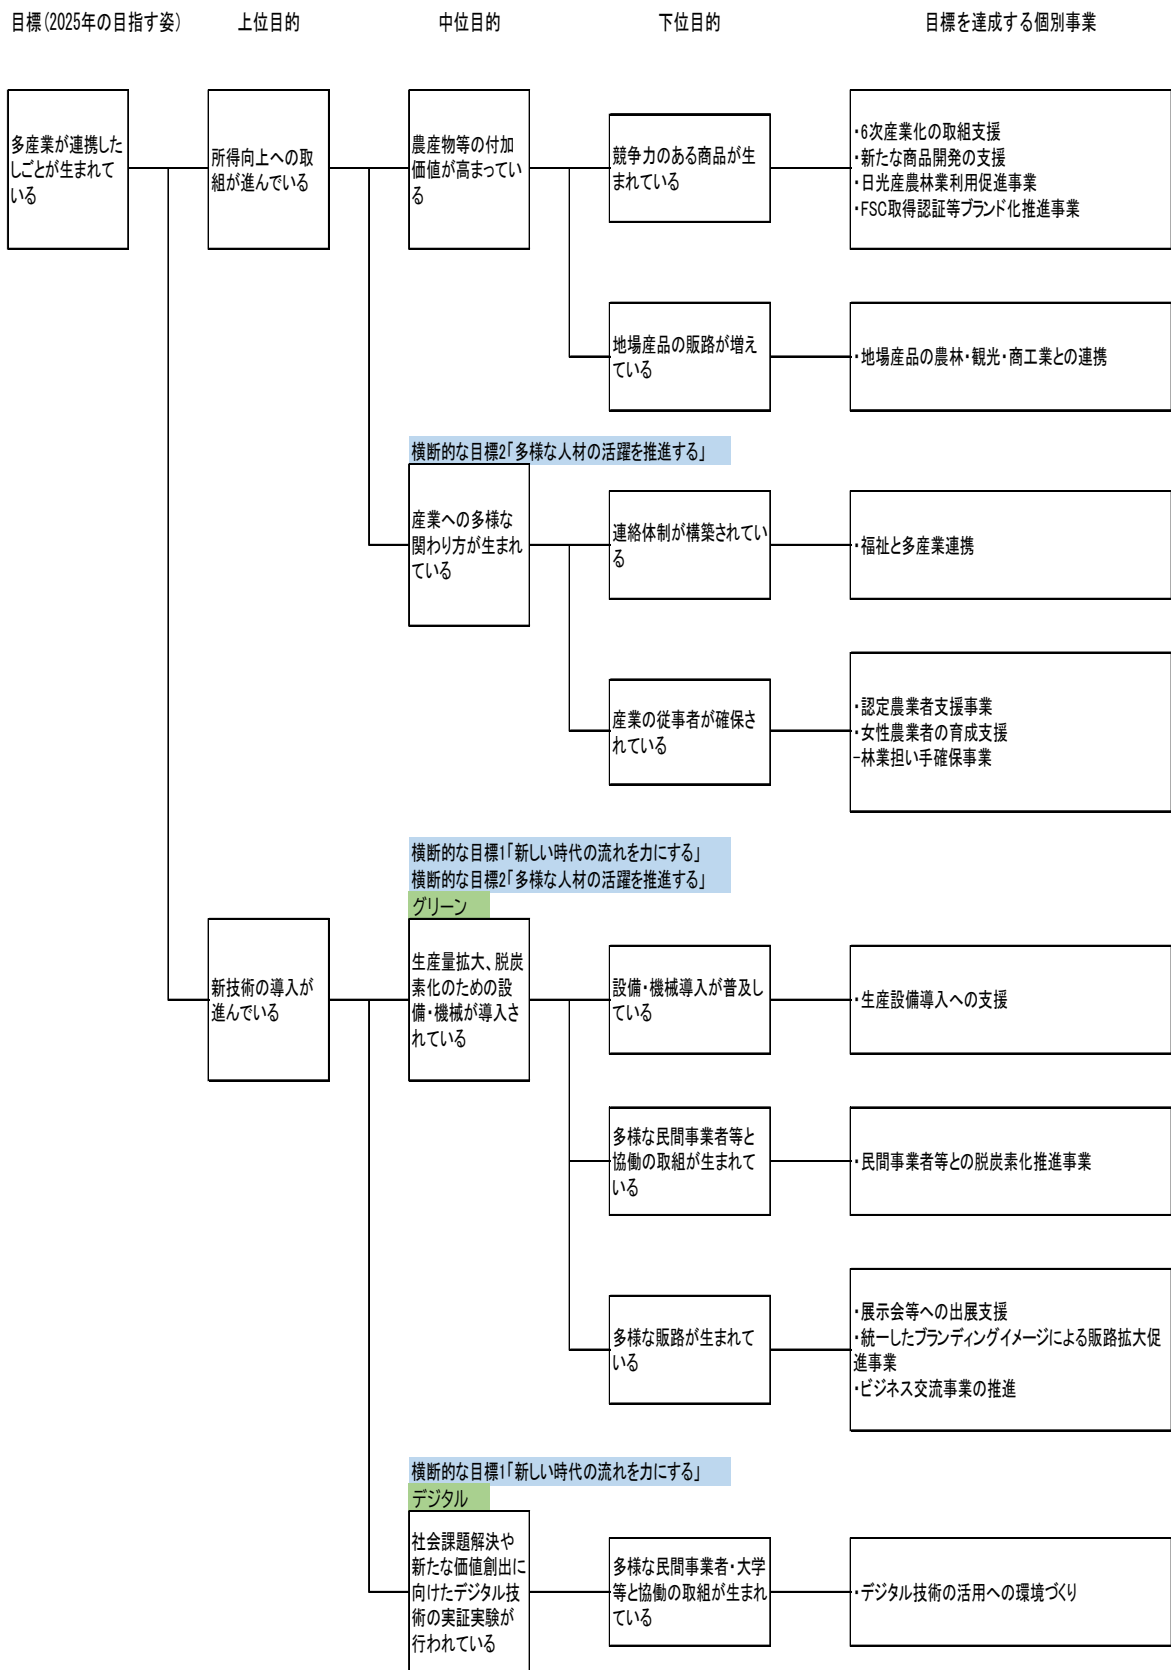 目標(2025年の目指す姿)
上位目的
中位目的
下位目的
目標を達成する個別事業
多産業が連携した
しごとが生まれて
いる
所得向上への取
組が進んでいる
農産物等の付加
価値が高まってい
る
競争力のある商品が生
まれている
・6次産業化の取組支援
・新たな商品開発の支援
・日光産農林業利用促進事業
・FSC取得認証等ブランド化推進事業
地場産品の販路が増え
ている
・地場産品の農林・観光・商工業との連携
横断的な目標2「多様な人材の活躍を推進する」
産業への多様な
関わり方が生まれ
ている
連絡体制が構築されてい
る
・福祉と多産業連携
産業の従事者が確保さ
れている
・認定農業者支援事業
・女性農業者の育成支援
-林業担い手確保事業
横断的な目標1「新しい時代の流れを力にする」
横断的な目標2「多様な人材の活躍を推進する」
グリーン
新技術の導入が
進んでいる
生産量拡大、脱炭
素化のための設
備・機械が導入さ
れている
設備・機械導入が普及し
ている
・生産設備導入への支援
多様な民間事業者等と
協働の取組が生まれて
いる
・民間事業者等との脱炭素化推進事業
多様な販路が生まれて
いる
・展示会等への出展支援
・統一したブランディングイメージによる販路拡大促
進事業
・ビジネス交流事業の推進
横断的な目標1「新しい時代の流れを力にする」
デジタル
社会課題解決や
新たな価値創出に
向けたデジタル技
術の実証実験が
行われている
多様な民間事業者・大学
等と協働の取組が生まれ
ている
・デジタル技術の活用への環境づくり